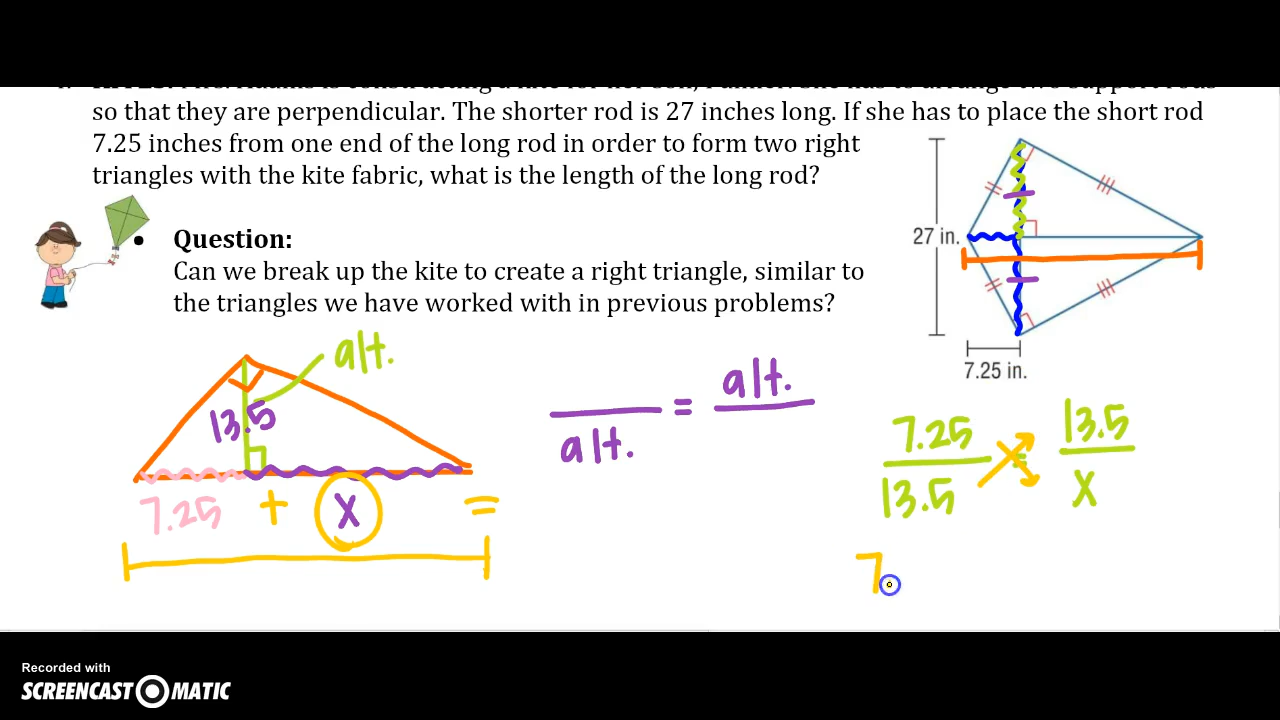 so that they are perpendicular. The shorter rod is 27 inches long. If she has to place the short rod
7.25 inches from one end of the long rod in order to form two right
triangles with the kite fabric, what is the length of the long rod?
27 in.
• Question:
Can we break up the kite to create a right triangle, similar to
the triangles we have worked with in previous problems?
7.25 in.
alt.
13.5
7.25 + x =
alt.
=
alt.
7.25 = 13.5
13.5 x
7
Recorded with
SCREENCAST-O-MATIC